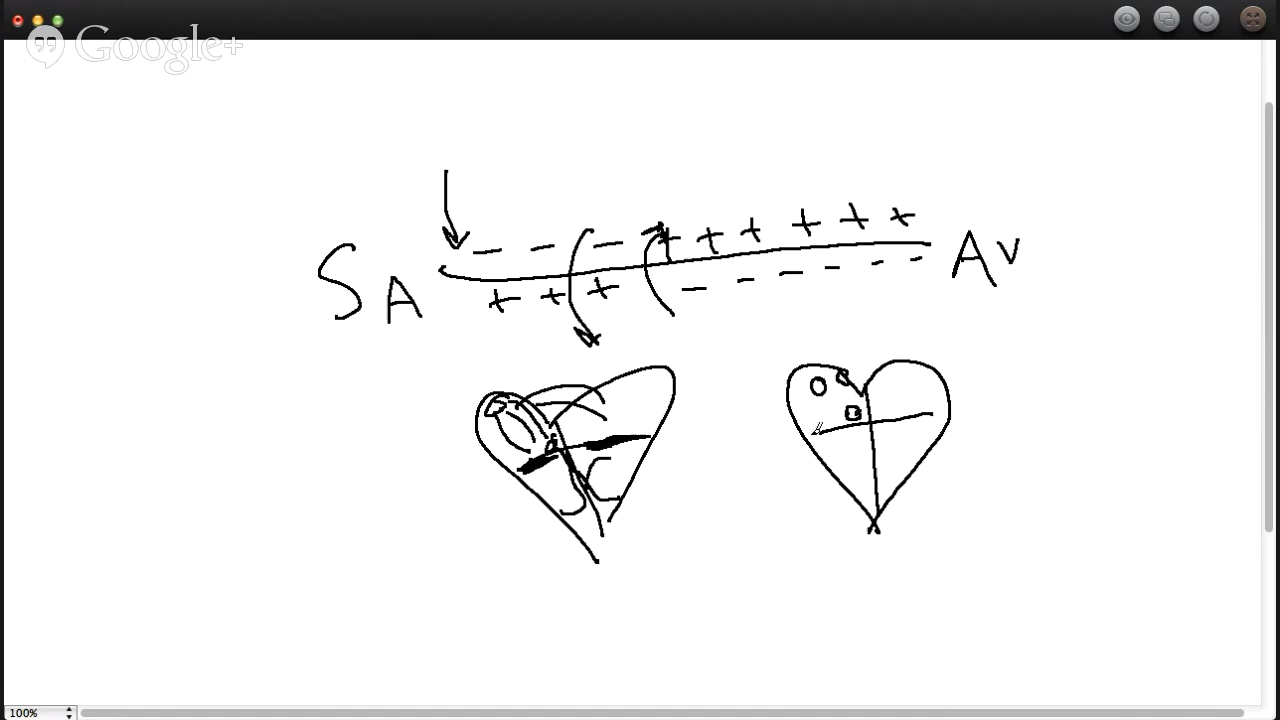 Google+
- - - + + + + + +
SA AV
+ + + - - - - - -
100%